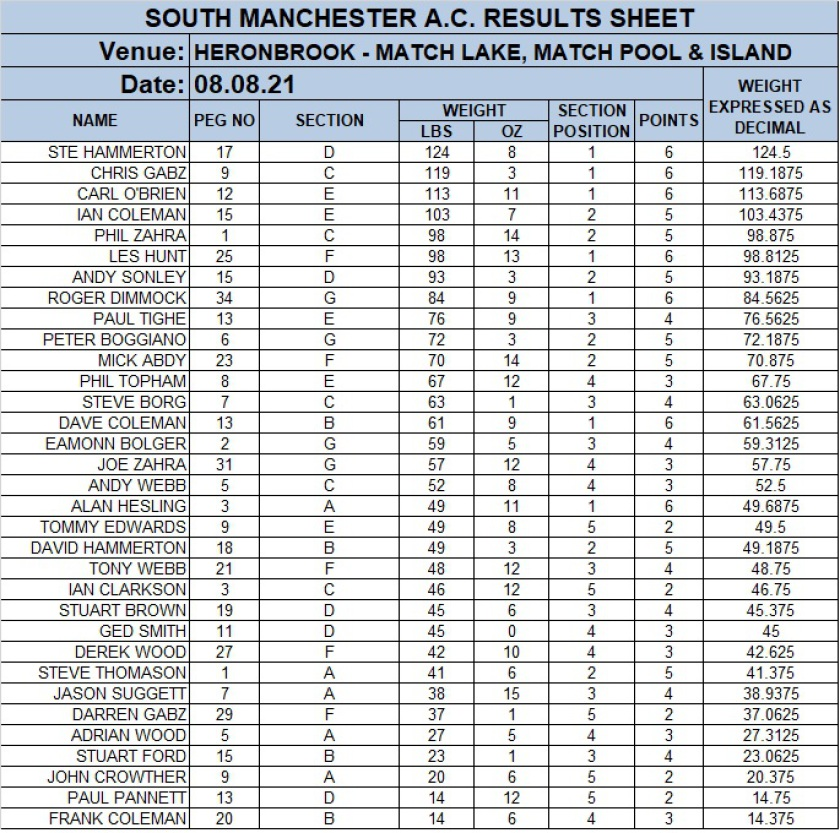 SOUTH MANCHESTER A.C. RESULTS SHEET
Venue: HERONBROOK - MATCH LAKE, MATCH POOL & ISLAND
Date: 08.08.21
NAME PEG NO SECTION WEIGHT LBS OZ SECTION POSITION POINTS WEIGHT EXPRESSED AS DECIMAL
STE HAMMERTON 17 D 124 8 1 6 124.5
CHRIS GABZ 9 C 119 3 1 6 119.1875
CARL O'BRIEN 12 E 113 11 1 6 113.6875
IAN COLEMAN 15 E 103 7 2 5 103.4375
PHIL ZAHRA 1 C 98 14 2 5 98.875
LES HUNT 25 F 98 13 1 6 98.8125
ANDY SONLEY 15 D 93 3 2 5 93.1875
ROGER DIMMOCK 34 G 84 9 1 6 84.5625
PAUL TIGHE 13 E 76 9 3 4 76.5625
PETER BOGGIANO 6 G 72 3 2 5 72.1875
MICK ABDY 23 F 70 14 2 5 70.875
PHIL TOPHAM 8 E 67 12 4 3 67.75
STEVE BORG 7 C 63 1 3 4 63.0625
DAVE COLEMAN 13 B 61 9 1 6 61.5625
EAMONN BOLGER 2 G 59 5 3 4 59.3125
JOE ZAHRA 31 G 57 12 4 3 57.75
ANDY WEBB 5 C 52 8 4 3 52.5
ALAN HESLING 3 A 49 11 1 6 49.6875
TOMMY EDWARDS 9 E 49 8 5 2 49.5
DAVID HAMMERTON 18 B 49 3 2 5 49.1875
TONY WEBB 21 F 48 12 3 4 48.75
IAN CLARKSON 3 C 46 12 5 2 46.75
STUART BROWN 19 D 45 6 3 4 45.375
GED SMITH 11 D 45 0 4 3 45
DEREK WOOD 27 F 42 10 4 3 42.625
STEVE THOMASON 1 A 41 6 2 5 41.375
JASON SUGGETT 7 A 38 15 3 4 38.9375
DARREN GABZ 29 F 37 1 5 2 37.0625
ADRIAN WOOD 5 A 27 5 4 3 27.3125
STUART FORD 15 B 23 1 3 4 23.0625
JOHN CROWTHER 9 A 20 6 5 2 20.375
PAUL PANNETT 13 D 14 12 5 2 14.75
FRANK COLEMAN 20 B 14 6 4 3 14.375